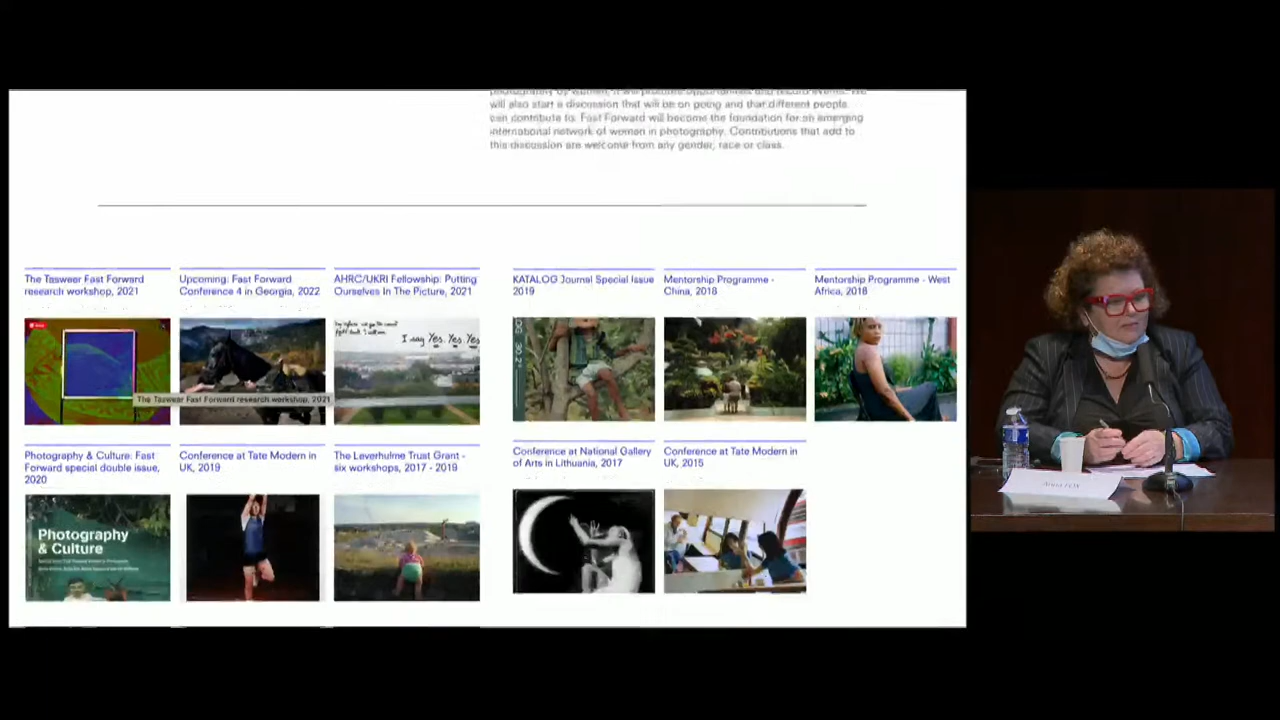 will also start a discussion that will be on going and that different people
can contribute to. Fast Forward will become the foundation for an emerging
international network of women in photography. Contributions that add to
this discussion are welcome from any gender, race or class.
The Tasweer Fast Forward
research workshop, 2021
Upcoming: Fast Forward
Conference 4 in Georgia, 2022
AHRC/UKRI Fellowship: Putting
Ourselves In The Picture, 2021
KATALOG Journal Special Issue
2019
Mentorship Programme -
China, 2018
Mentorship Programme - West
Africa, 2018
I say Yes. Yes. Yes
The Tasweer Fast Forward research workshop, 2021
Photography & Culture: Fast
Forward special double issue,
2020
Conference at Tate Modern in
UK, 2019
The Leverhulme Trust Grant -
six workshops, 2017 - 2019
Conference at National Gallery
of Arts in Lithuania, 2017
Conference at Tate Modern in
UK, 2015
Photography
& Culture